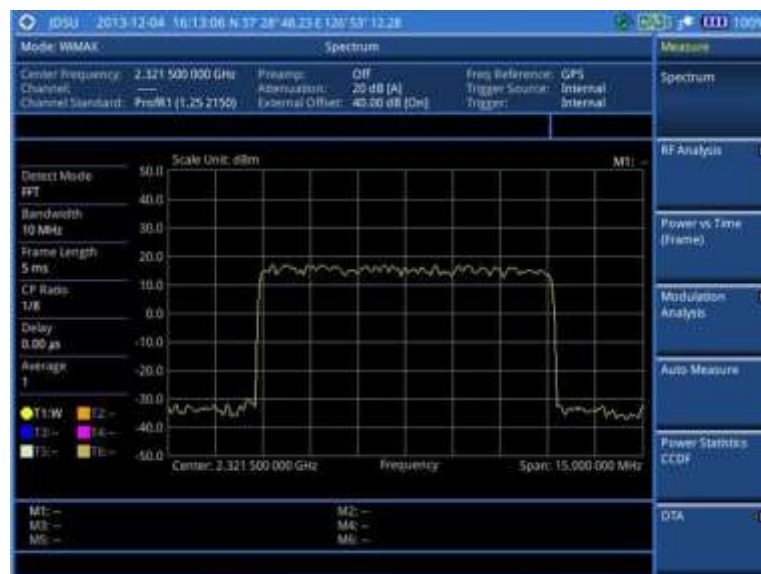 JDSU 2013-12-04 16:13:06 N 37° 28' 48.23 E 126° 53' 12.28 100%
Mode: WiMAX Spectrum Measure
Center Frequency: 2.321 500 000 GHz Preamp: Off Freq Reference: GPS
Channel: ---- Attenuation: 20 dB [A] Trigger Source: Internal
Channel Standard: Prof#1 (1.25 2150) External Offset: 40.00 dB [On] Trigger: Internal
Spectrum
RF Analysis
Power vs Time
(Frame)
Modulation
Analysis
Auto Measure
Power Statistics
CCDF
OTA
Scale Unit: dBm M1: --
Detect Mode
FFT
Bandwidth
10 MHz
Frame Length
5 ms
CP Ratio
1/8
Delay
0.00 µs
Average
1
T1:W T2:--
T3:-- T4:--
T5:-- T6:--
50.0
40.0
30.0
20.0
10.0
0.0
-10.0
-20.0
-30.0
-40.0
-50.0
Center: 2.321 500 000 GHz Frequency Span: 15.000 000 MHz
M1: -- M2: --
M3: -- M4: --
M5: -- M6: --